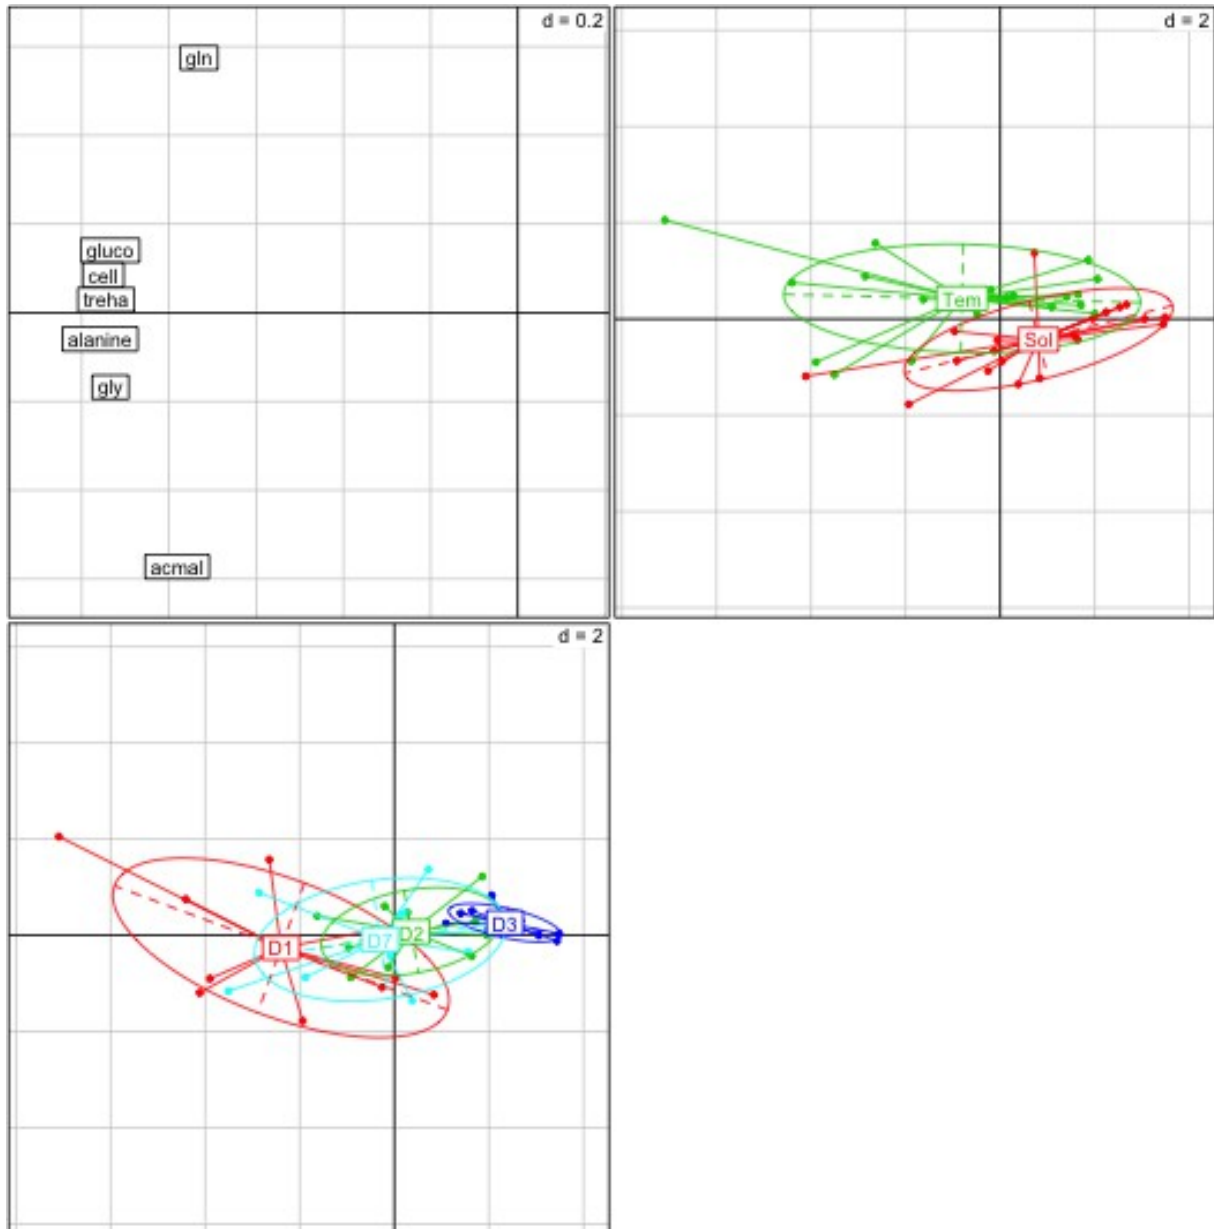 d = 0.2
gln
gluco
cell
treha
alanine
gly
acmal
d = 2
Tem
Sol
d = 2
D1
D7
D2
D3